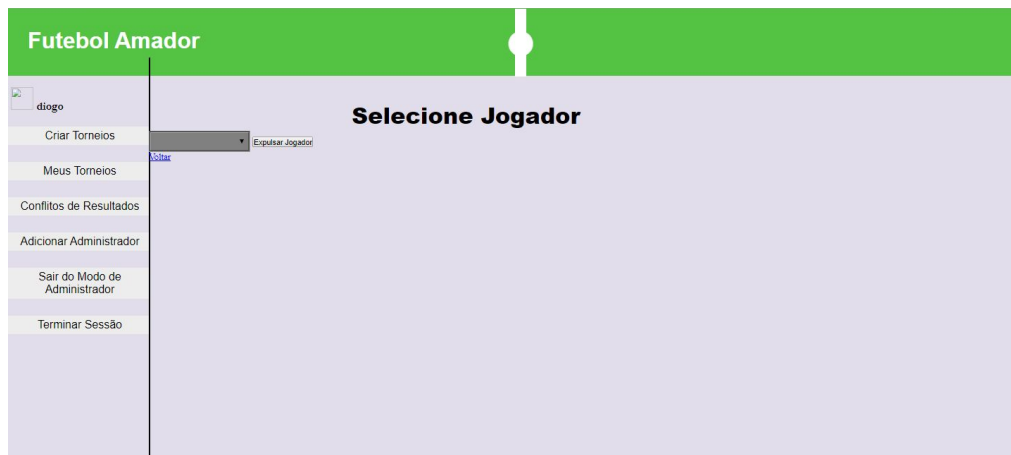 Futebol Amador
diogo
Selecione Jogador
Criar Torneios
Expulsar Jogador
Voltar
Meus Torneios
Conflitos de Resultados
Adicionar Administrador
Sair do Modo de
Administrador
Terminar Sessão